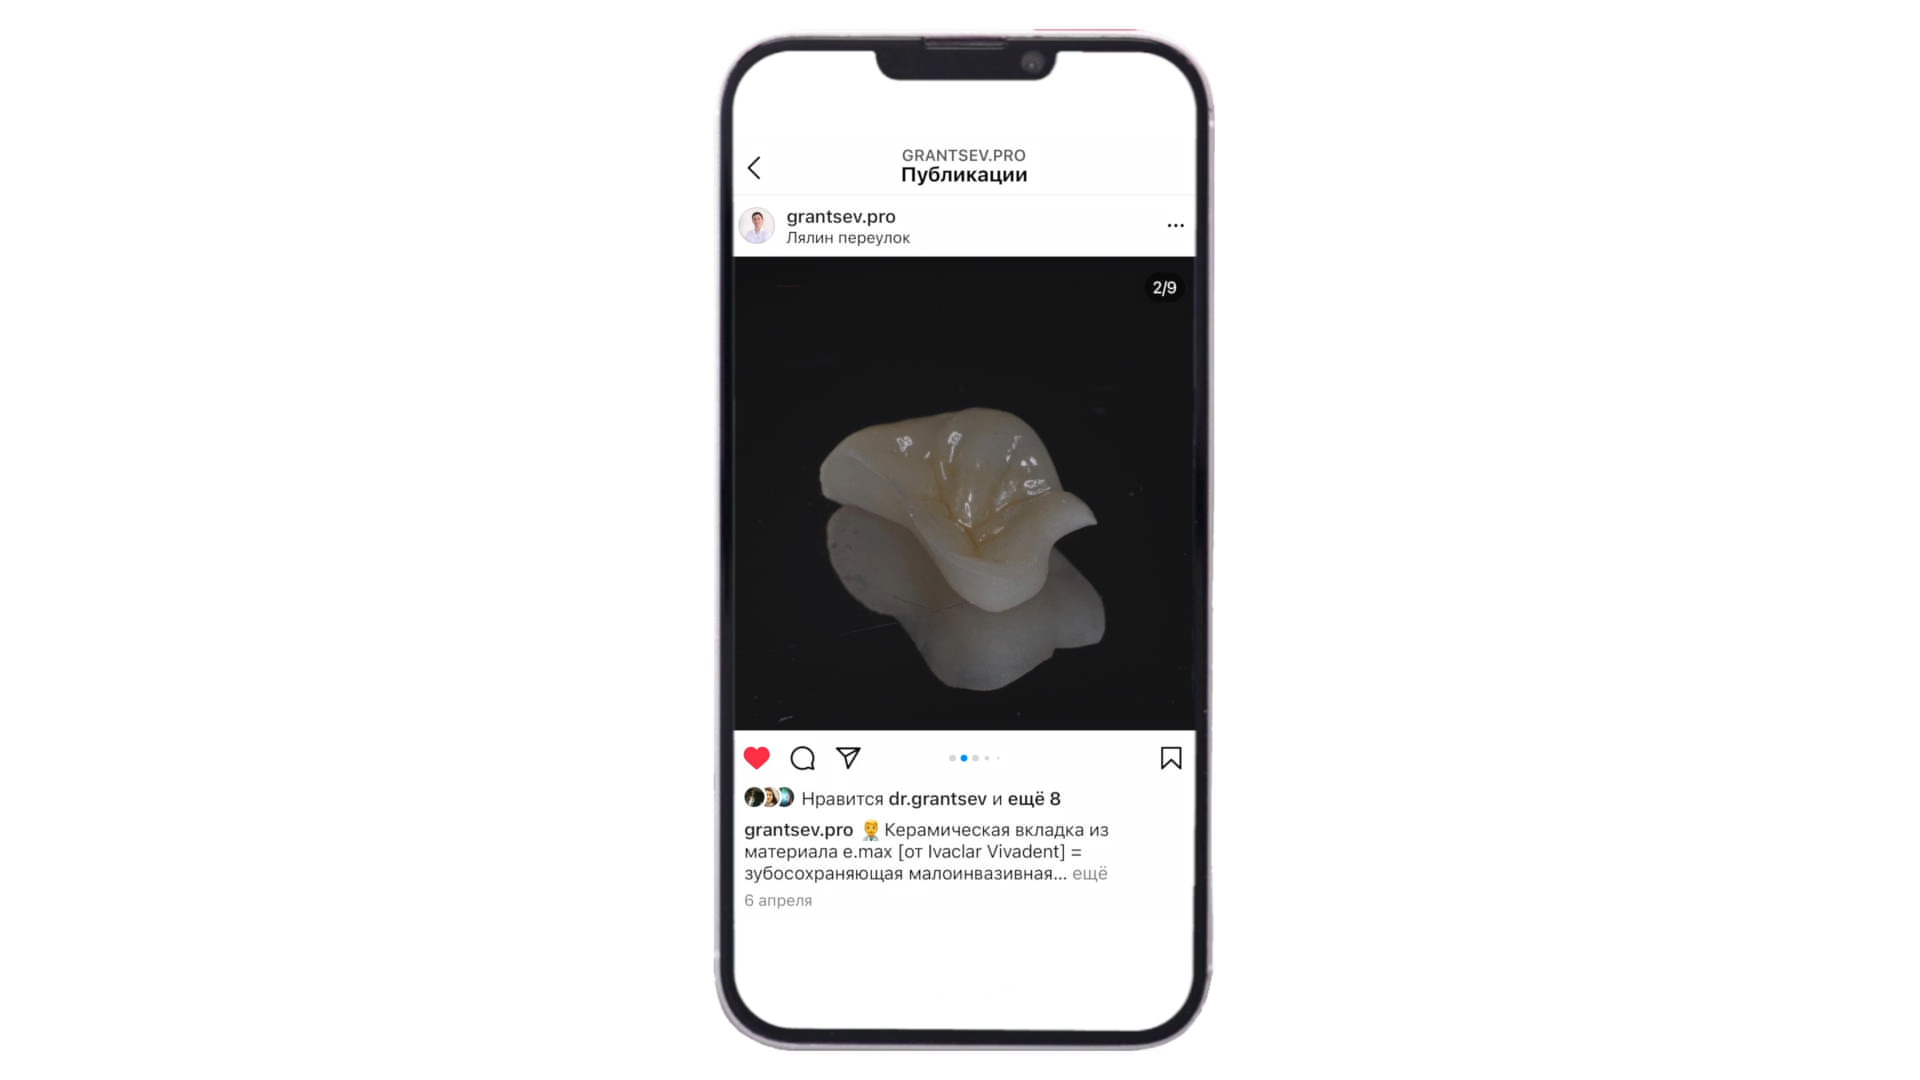 GRANTSEV.PRO
Публикации
grantsev.pro
Лялин переулок
2/9
Нравится dr.grantsev и ещё 8
grantsev.pro 👨‍⚕️Керамическая вкладка из
материала e.max [от Ivaclar Vivadent] =
зубосохраняющая малоинвазивная... ещё
6 апреля